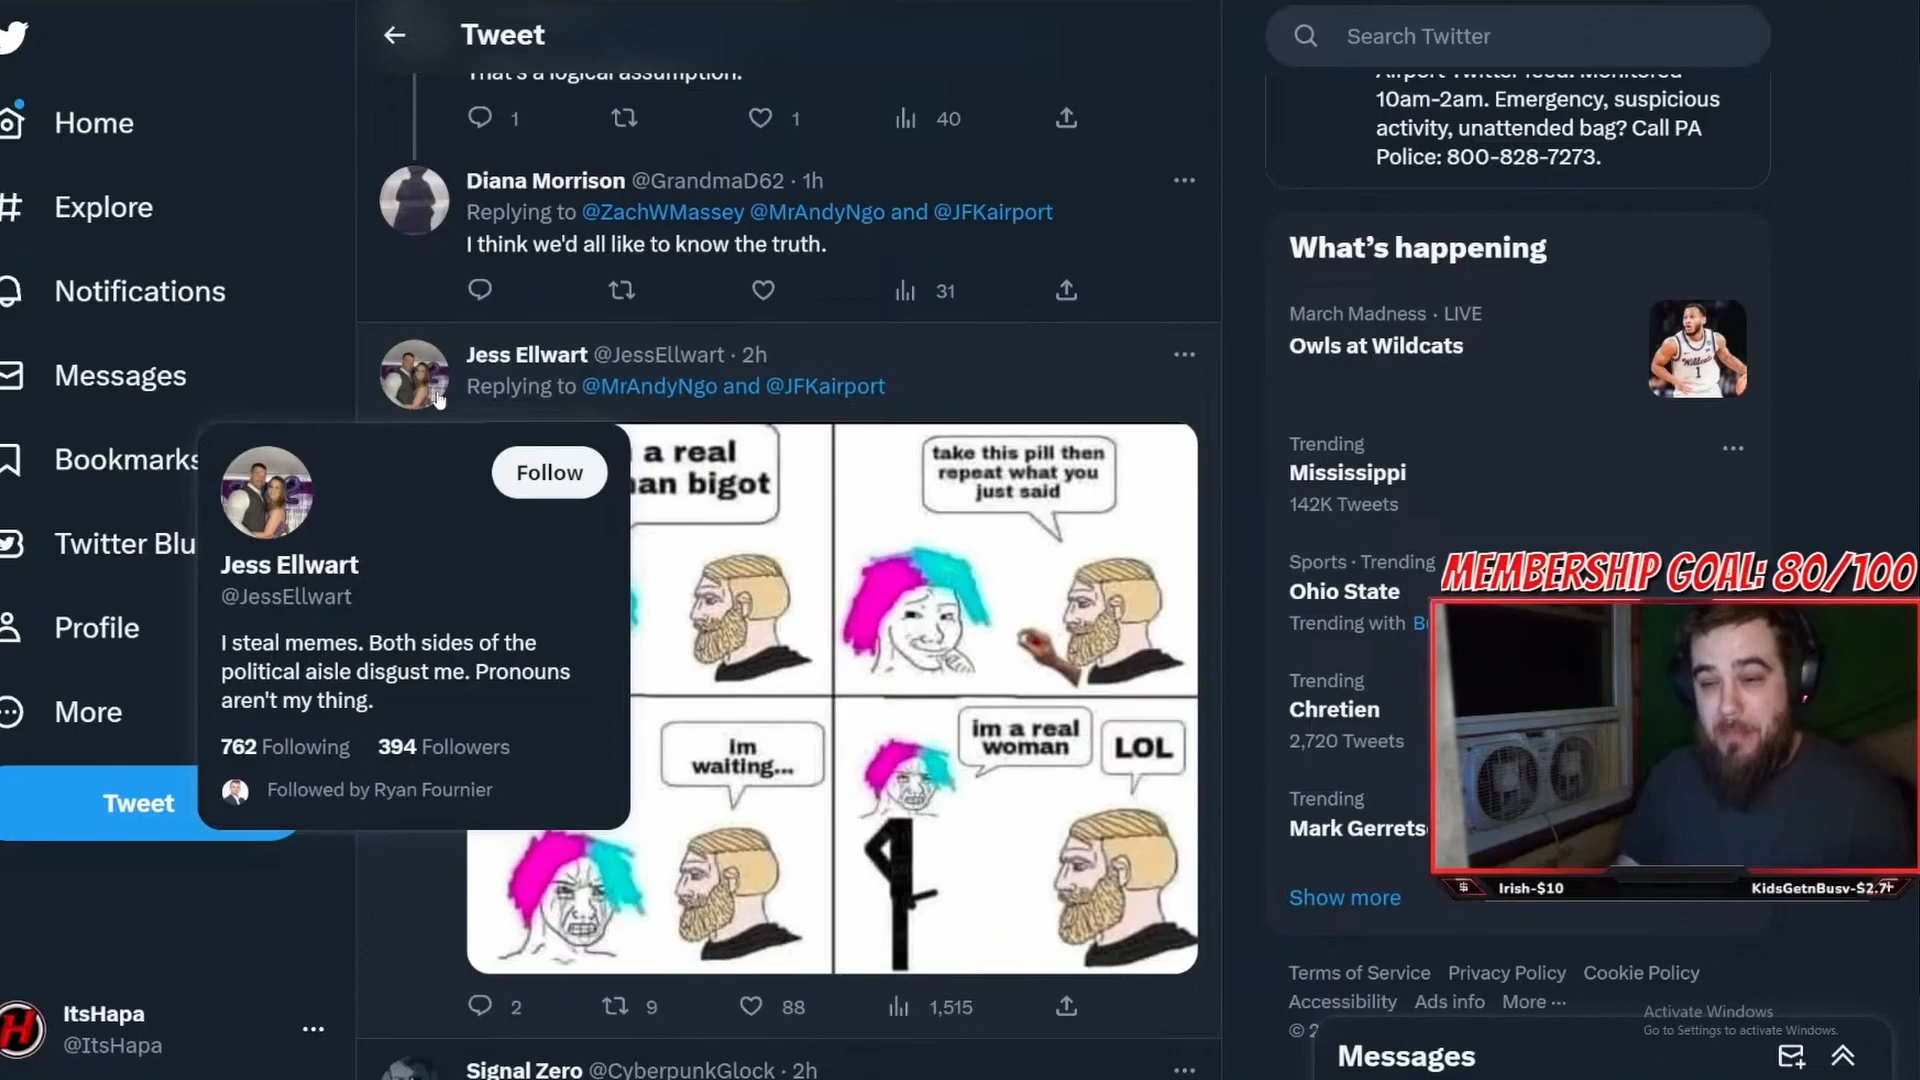 Tweet
Search Twitter
Home
Explore
Notifications
Messages
Bookmarks
Twitter Blu
Profile
More
Tweet
ItsHapa
@ItsHapa
That's a logical assumption.
1
1
40
Diana Morrison @GrandmaD62 · 1h
Replying to @ZachWMassey @MrAndyNgo and @JFKairport
I think we'd all like to know the truth.
31
Jess Ellwart @JessEllwart · 2h
Replying to @MrAndyNgo and @JFKairport
Follow
Jess Ellwart
@JessEllwart
I steal memes. Both sides of the
political aisle disgust me. Pronouns
aren't my thing.
762 Following 394 Followers
Followed by Ryan Fournier
a real
an bigot
take this pill then
repeat what you
just said
im
waiting...
im a real
woman
LOL
2
9
88
1,515
Signal Zero @CyberpunkGlock · 2h
Airport Twitter feed. Monitored
10am-2am. Emergency, suspicious
activity, unattended bag? Call PA
Police: 800-828-7273.
What's happening
March Madness · LIVE
Owls at Wildcats
Trending
Mississippi
142K Tweets
Sports · Trending
Ohio State
Trending with B
Trending
Chretien
2,720 Tweets
Trending
Mark Gerrets
Show more
MEMBERSHIP GOAL: 80/100
Irish-$10
KidsGetnBusy-$2.7
Terms of Service Privacy Policy Cookie Policy
Accessibility Ads info More ···
©
Activate Windows
Go to Settings to activate Windows.
Messages